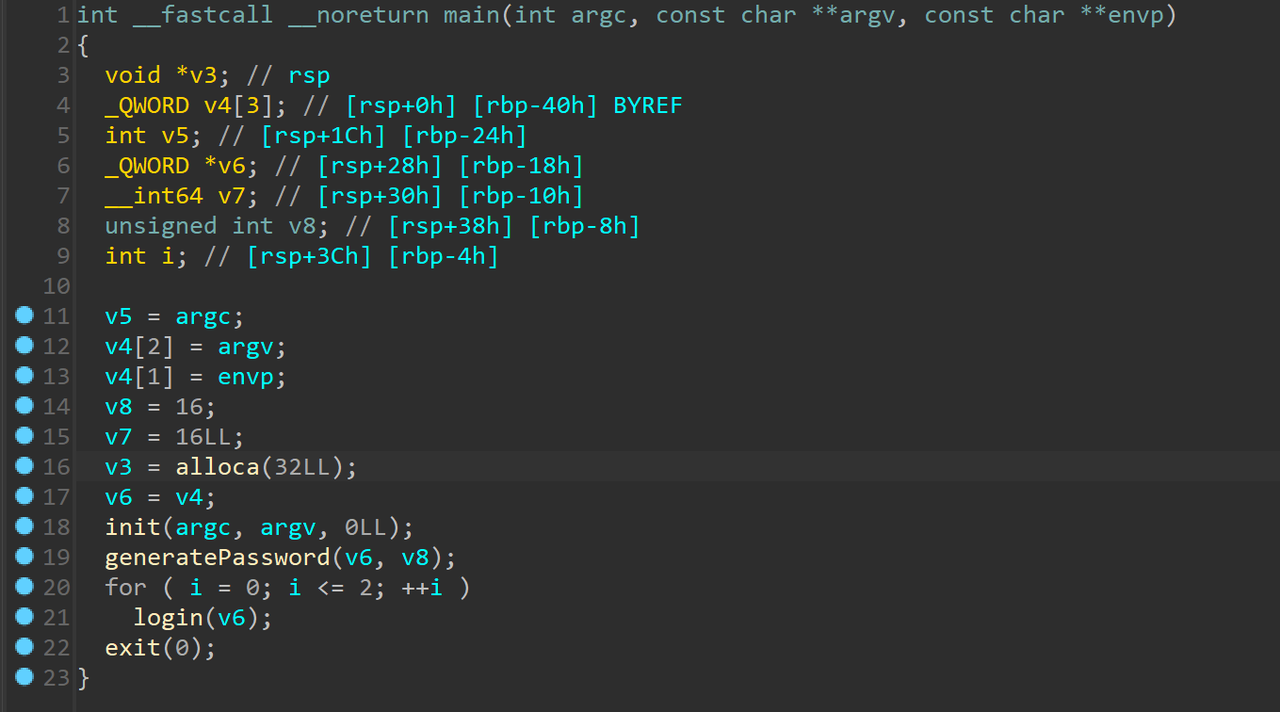 1 int __fastcall __noreturn main(int argc, const char **argv, const char **envp)
2 {
3   void *v3; // rsp
4   _QWORD v4[3]; // [rsp+0h] [rbp-40h] BYREF
5   int v5; // [rsp+1Ch] [rbp-24h]
6   _QWORD *v6; // [rsp+28h] [rbp-18h]
7   __int64 v7; // [rsp+30h] [rbp-10h]
8   unsigned int v8; // [rsp+38h] [rbp-8h]
9   int i; // [rsp+3Ch] [rbp-4h]
10
11   v5 = argc;
12   v4[2] = argv;
13   v4[1] = envp;
14   v8 = 16;
15   v7 = 16LL;
16   v3 = alloca(32LL);
17   v6 = v4;
18   init(argc, argv, 0LL);
19   generatePassword(v6, v8);
20   for ( i = 0; i <= 2; ++i )
21     login(v6);
22   exit(0);
23 }